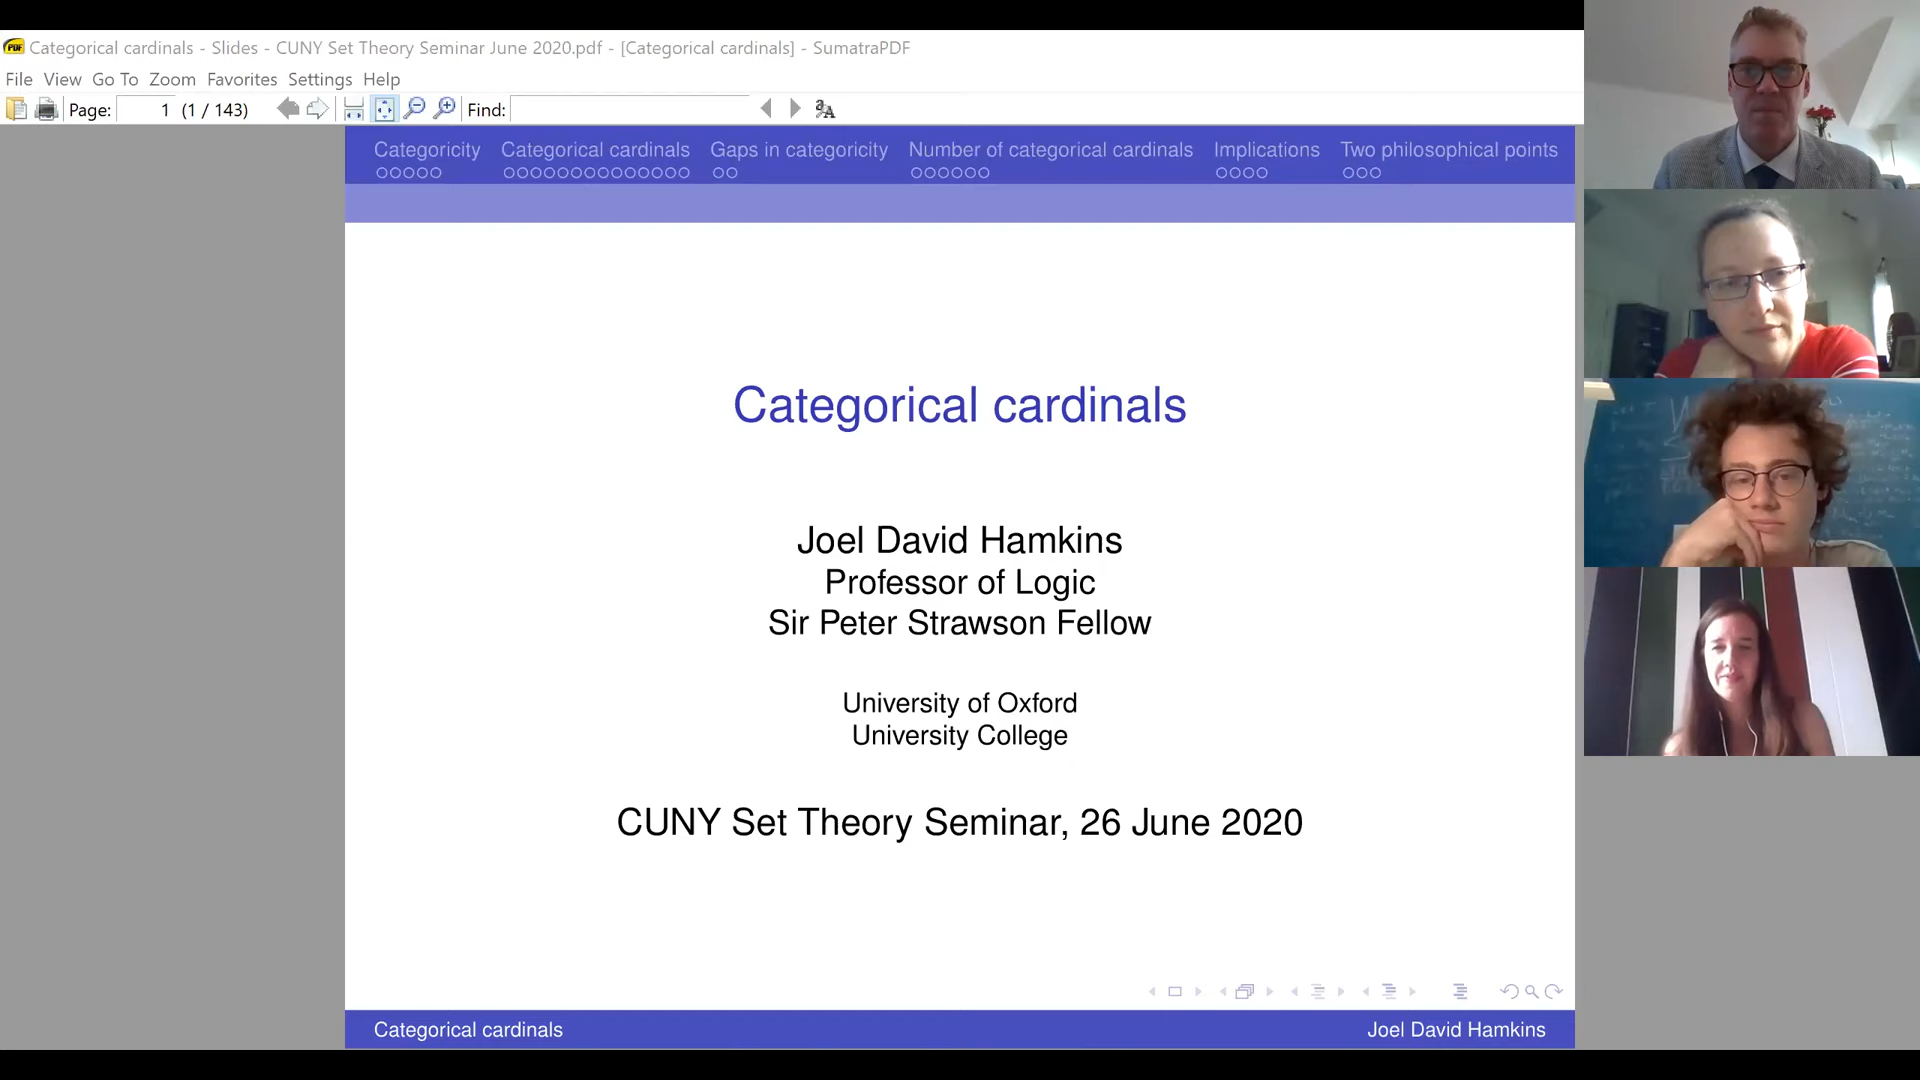 Categorical cardinals - Slides - CUNY Set Theory Seminar June 2020.pdf - [Categorical cardinals] - SumatraPDF
File View Go To Zoom Favorites Settings Help
Page: 1 (1 / 143) Find:
Categoricity Categorical cardinals Gaps in categoricity Number of categorical cardinals Implications Two philosophical points
Categorical cardinals
Joel David Hamkins
Professor of Logic
Sir Peter Strawson Fellow
University of Oxford
University College
CUNY Set Theory Seminar, 26 June 2020
Categorical cardinals Joel David Hamkins